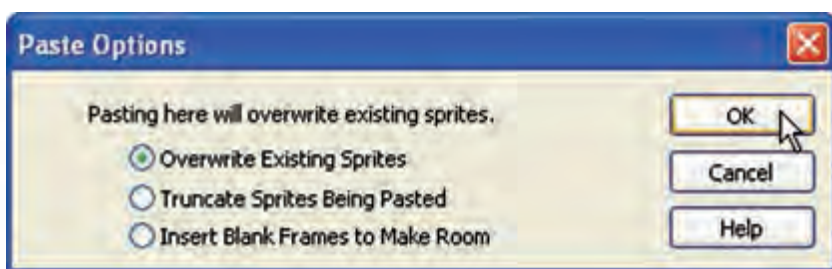 Paste Options
Pasting here will overwrite existing sprites.
OK
Overwrite Existing Sprites
Cancel
Truncate Sprites Being Pasted
Insert Blank Frames to Make Room
Help